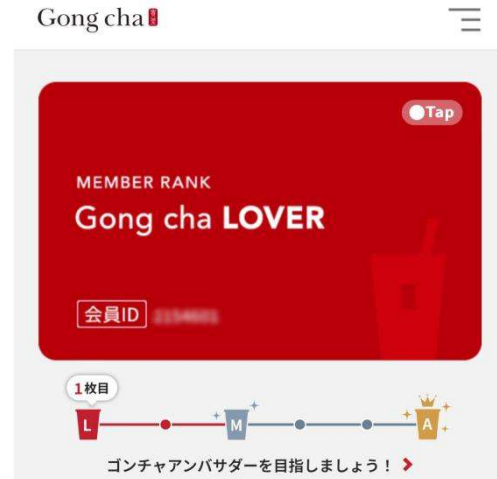 Gong cha
Tap
MEMBER RANK
Gong cha LOVER
会員ID
1枚目
L
M
A
ゴンチャアンバサダーを目指しましょう！